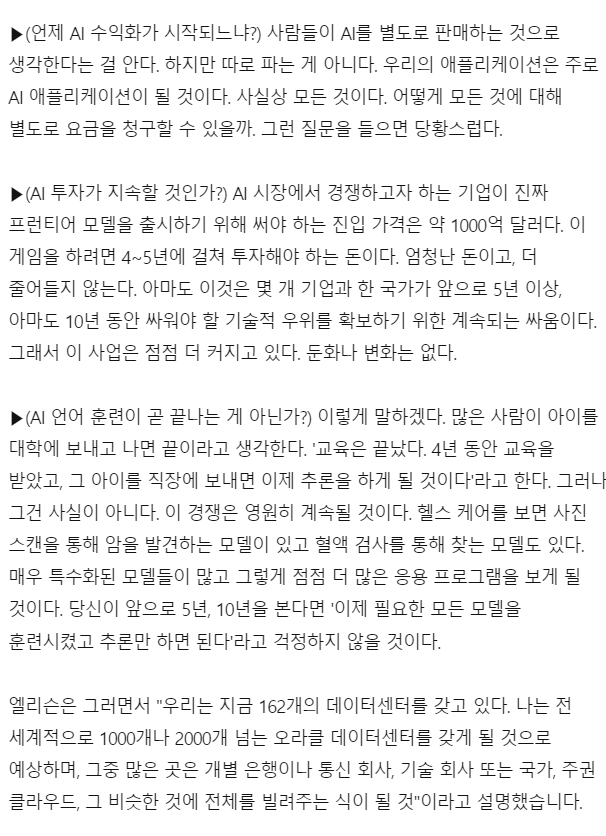 ▶(언제 AI 수익화가 시작되느냐?) 사람들이 AI를 별도로 판매하는 것으로
생각한다는 걸 안다. 하지만 따로 파는 게 아니다. 우리의 애플리케이션은 주로
AI 애플리케이션이 될 것이다. 사실상 모든 것이다. 어떻게 모든 것에 대해
별도로 요금을 청구할 수 있을까. 그런 질문을 들으면 당황스럽다.
▶(AI 투자가 지속할 것인가?) AI 시장에서 경쟁하고자 하는 기업이 진짜
프런티어 모델을 출시하기 위해 써야 하는 진입 가격은 약 1000억 달러다. 이
게임을 하려면 4~5년에 걸쳐 투자해야 하는 돈이다. 엄청난 돈이고, 더
줄어들지 않는다. 아마도 이것은 몇 개 기업과 한 국가가 앞으로 5년 이상,
아마도 10년 동안 싸워야 할 기술적 우위를 확보하기 위한 계속되는 싸움이다.
그래서 이 사업은 점점 더 커지고 있다. 둔화나 변화는 없다.
▶(AI 언어 훈련이 곧 끝나는 게 아닌가?) 이렇게 말하겠다. 많은 사람이 아이를
대학에 보내고 나면 끝이라고 생각한다. '교육은 끝났다. 4년 동안 교육을
받았고, 그 아이를 직장에 보내면 이제 추론을 하게 될 것이다'라고 한다. 그러나
그건 사실이 아니다. 이 경쟁은 영원히 계속될 것이다. 헬스 케어를 보면 사진
스캔을 통해 암을 발견하는 모델이 있고 혈액 검사를 통해 찾는 모델도 있다.
매우 특수화된 모델들이 많고 그렇게 점점 더 많은 응용 프로그램을 보게 될
것이다. 당신이 앞으로 5년, 10년을 본다면 '이제 필요한 모든 모델을
훈련시켰고 추론만 하면 된다'라고 걱정하지 않을 것이다.
엘리슨은 그러면서 "우리는 지금 162개의 데이터센터를 갖고 있다. 나는 전
세계적으로 1000개나 2000개 넘는 오라클 데이터센터를 갖게 될 것으로
예상하며, 그중 많은 곳은 개별 은행이나 통신 회사, 기술 회사 또는 국가, 주권
클라우드, 그 비슷한 것에 전체를 빌려주는 식이 될 것"이라고 설명했습니다.